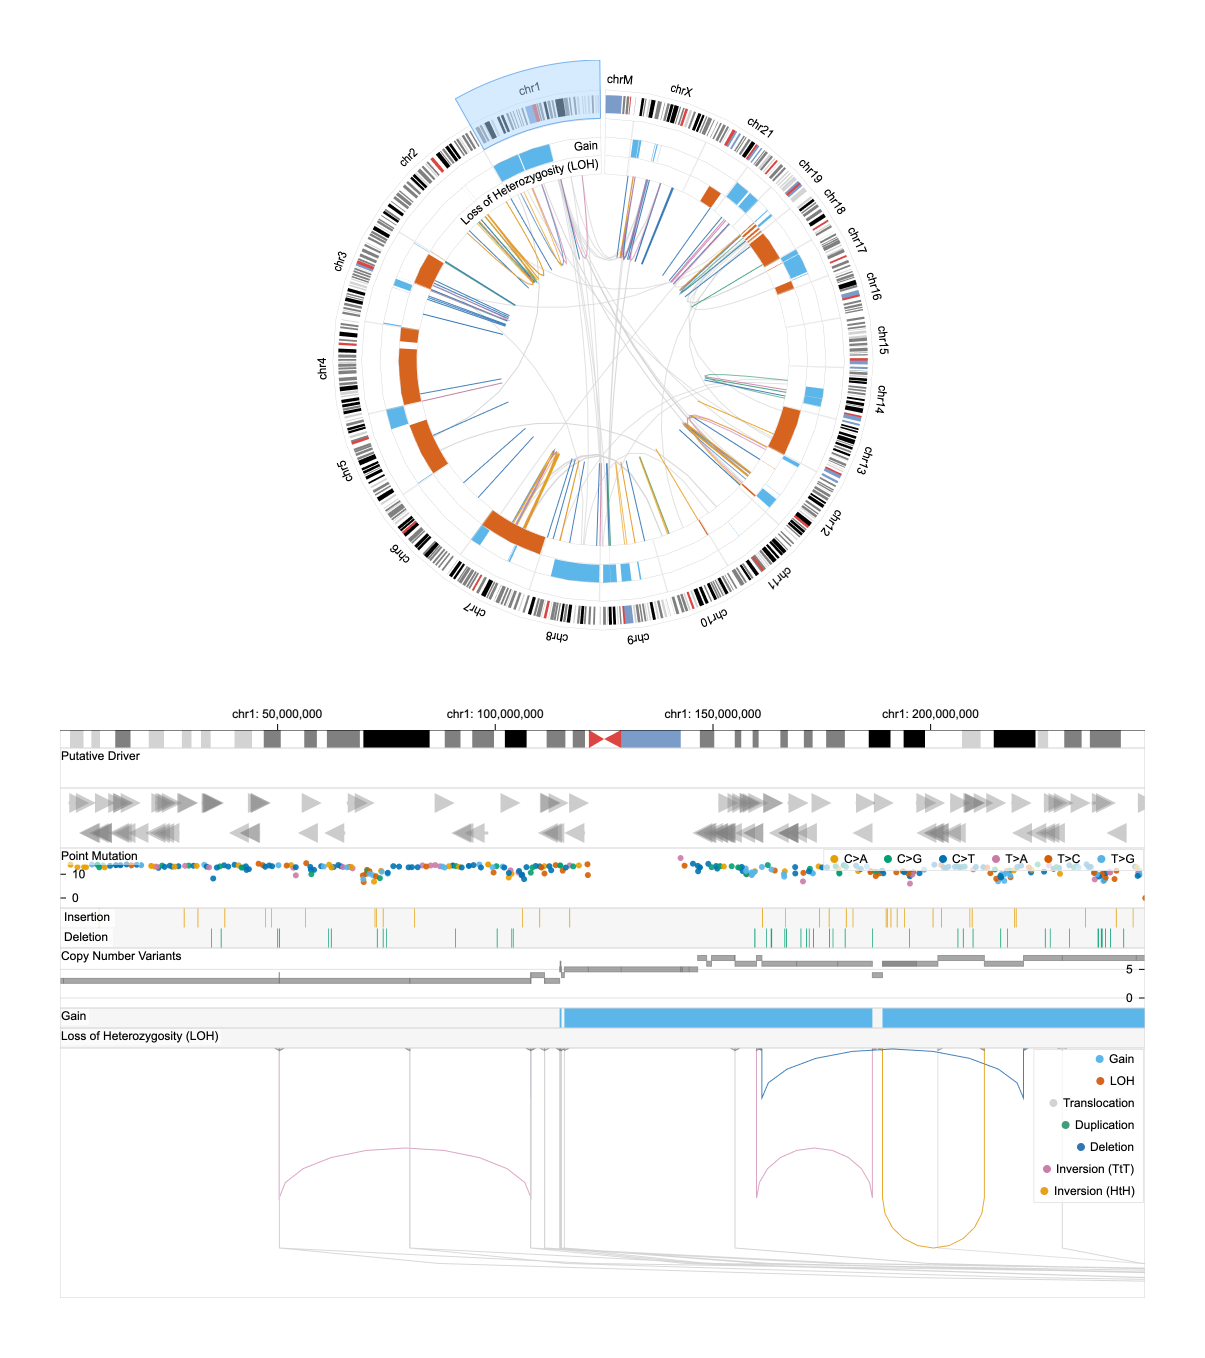 chr1
chrM
chrX
chr21
chr19
chr18
chr17
chr16
chr15
chr14
chr13
chr12
chr11
chr10
chr9
chr8
chr7
chr6
chr5
chr4
chr3
chr2
Gain
Loss of Heterozygosity (LOH)
chr1: 50,000,000 chr1: 100,000,000 chr1: 150,000,000 chr1: 200,000,000
Putative Driver
Point Mutation
C>A C>G C>T T>A T>C T>G
10
0
Insertion
Deletion
Copy Number Variants
5
0
Gain
Loss of Heterozygosity (LOH)
Gain
LOH
Translocation
Duplication
Deletion
Inversion (TtT)
Inversion (HtH)